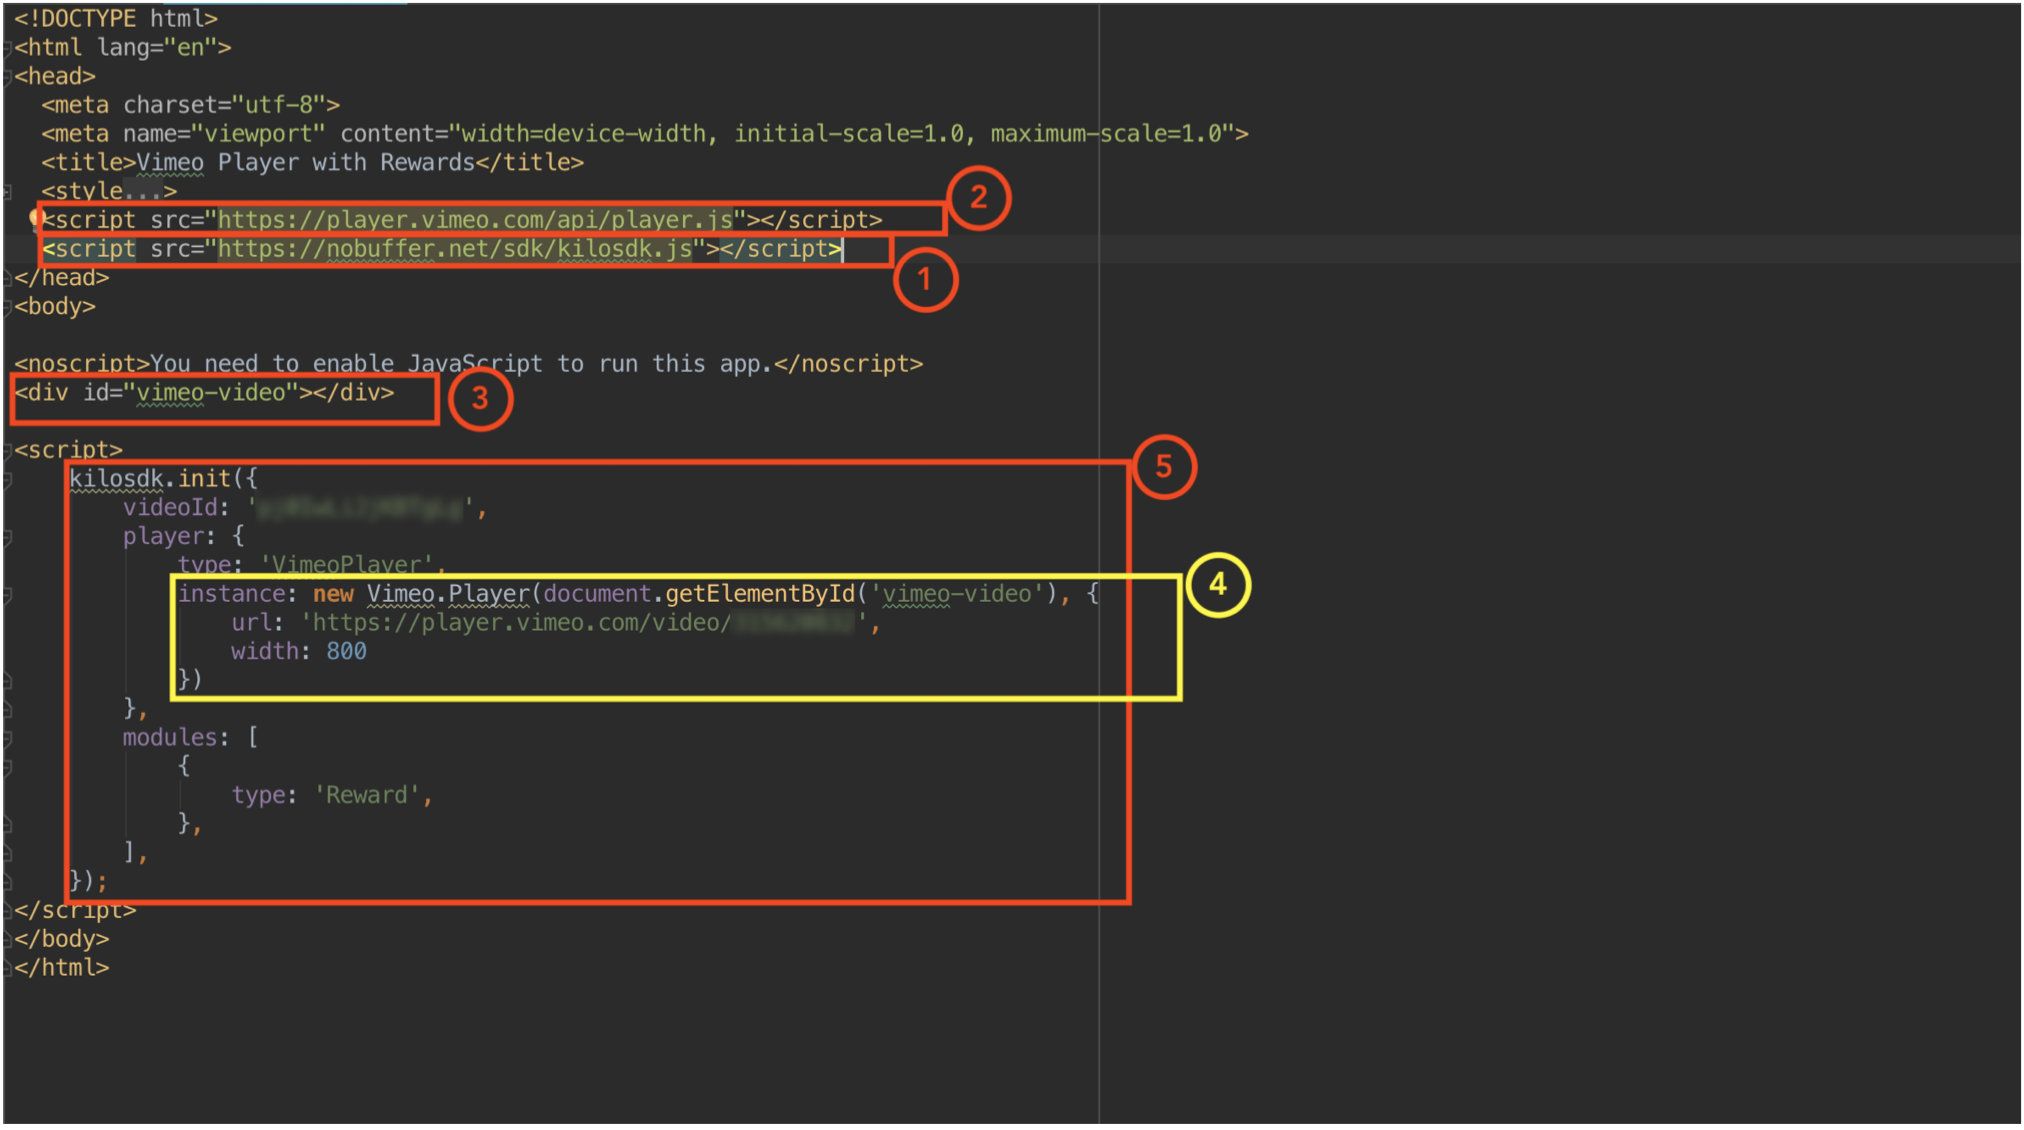 <!DOCTYPE html>
<html lang="en">
<head>
<meta charset="utf-8">
<meta name="viewport" content="width=device-width, initial-scale=1.0, maximum-scale=1.0">
<title>Vimeo Player with Rewards</title>
<style...>
<script src="https://player.vimeo.com/api/player.js"></script>
2
<script src="https://nobuffer.net/sdk/kilosdk.js"></script>
1
</head>
<body>
<noscript>You need to enable JavaScript to run this app.</noscript>
<div id="vimeo-video"></div>
3
<script>
5
kilosdk.init({
videoId: '',
player: {
type: 'VimeoPlayer',
instance: new Vimeo.Player(document.getElementById('vimeo-video'), {
4
url: 'https://player.vimeo.com/video/',
width: 800
})
},
modules: [
{
type: 'Reward',
},
],
});
</script>
</body>
</html>